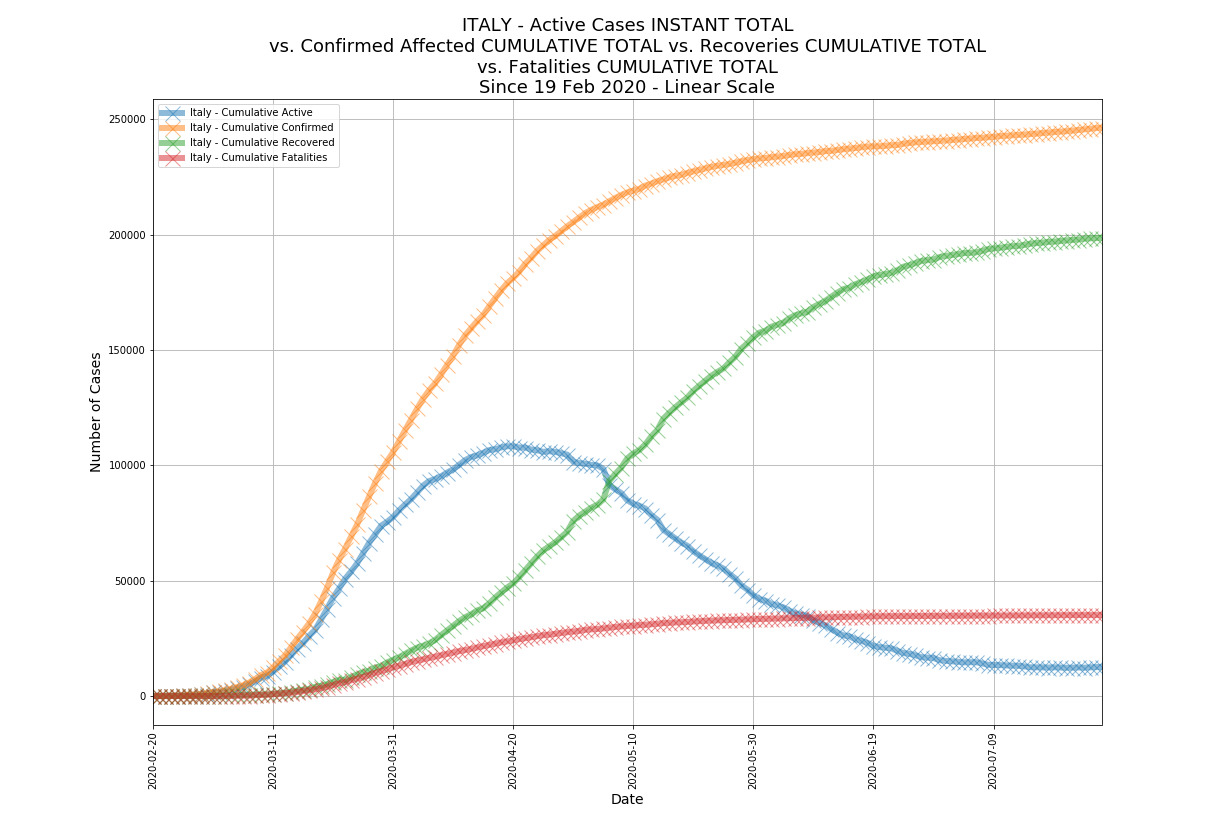 ITALY - Active Cases INSTANT TOTAL
vs. Confirmed Affected CUMULATIVE TOTAL vs. Recoveries CUMULATIVE TOTAL
vs. Fatalities CUMULATIVE TOTAL
Since 19 Feb 2020 - Linear Scale
Italy - Cumulative Active
Italy - Cumulative Confirmed
Italy - Cumulative Recovered
Italy - Cumulative Fatalities
250000
200000
150000
100000
50000
0
Number of Cases
2020-02-20
2020-03-11
2020-03-31
2020-04-20
2020-05-10
2020-05-30
2020-06-19
2020-07-09
Date